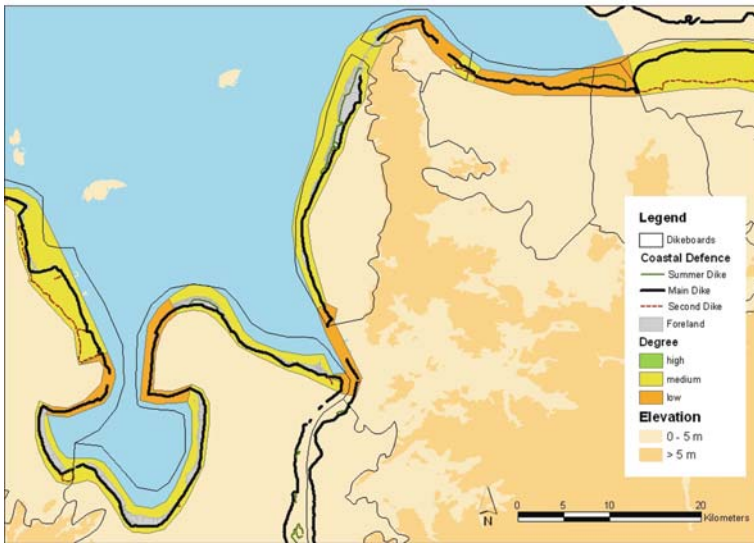 Legend
Dikeboards
Coastal Defence
Summer Dike
Main Dike
Second Dike
Foreland
Degree
high
medium
low
Elevation
0 - 5 m
> 5 m
N
0 5 10 20
Kilometers